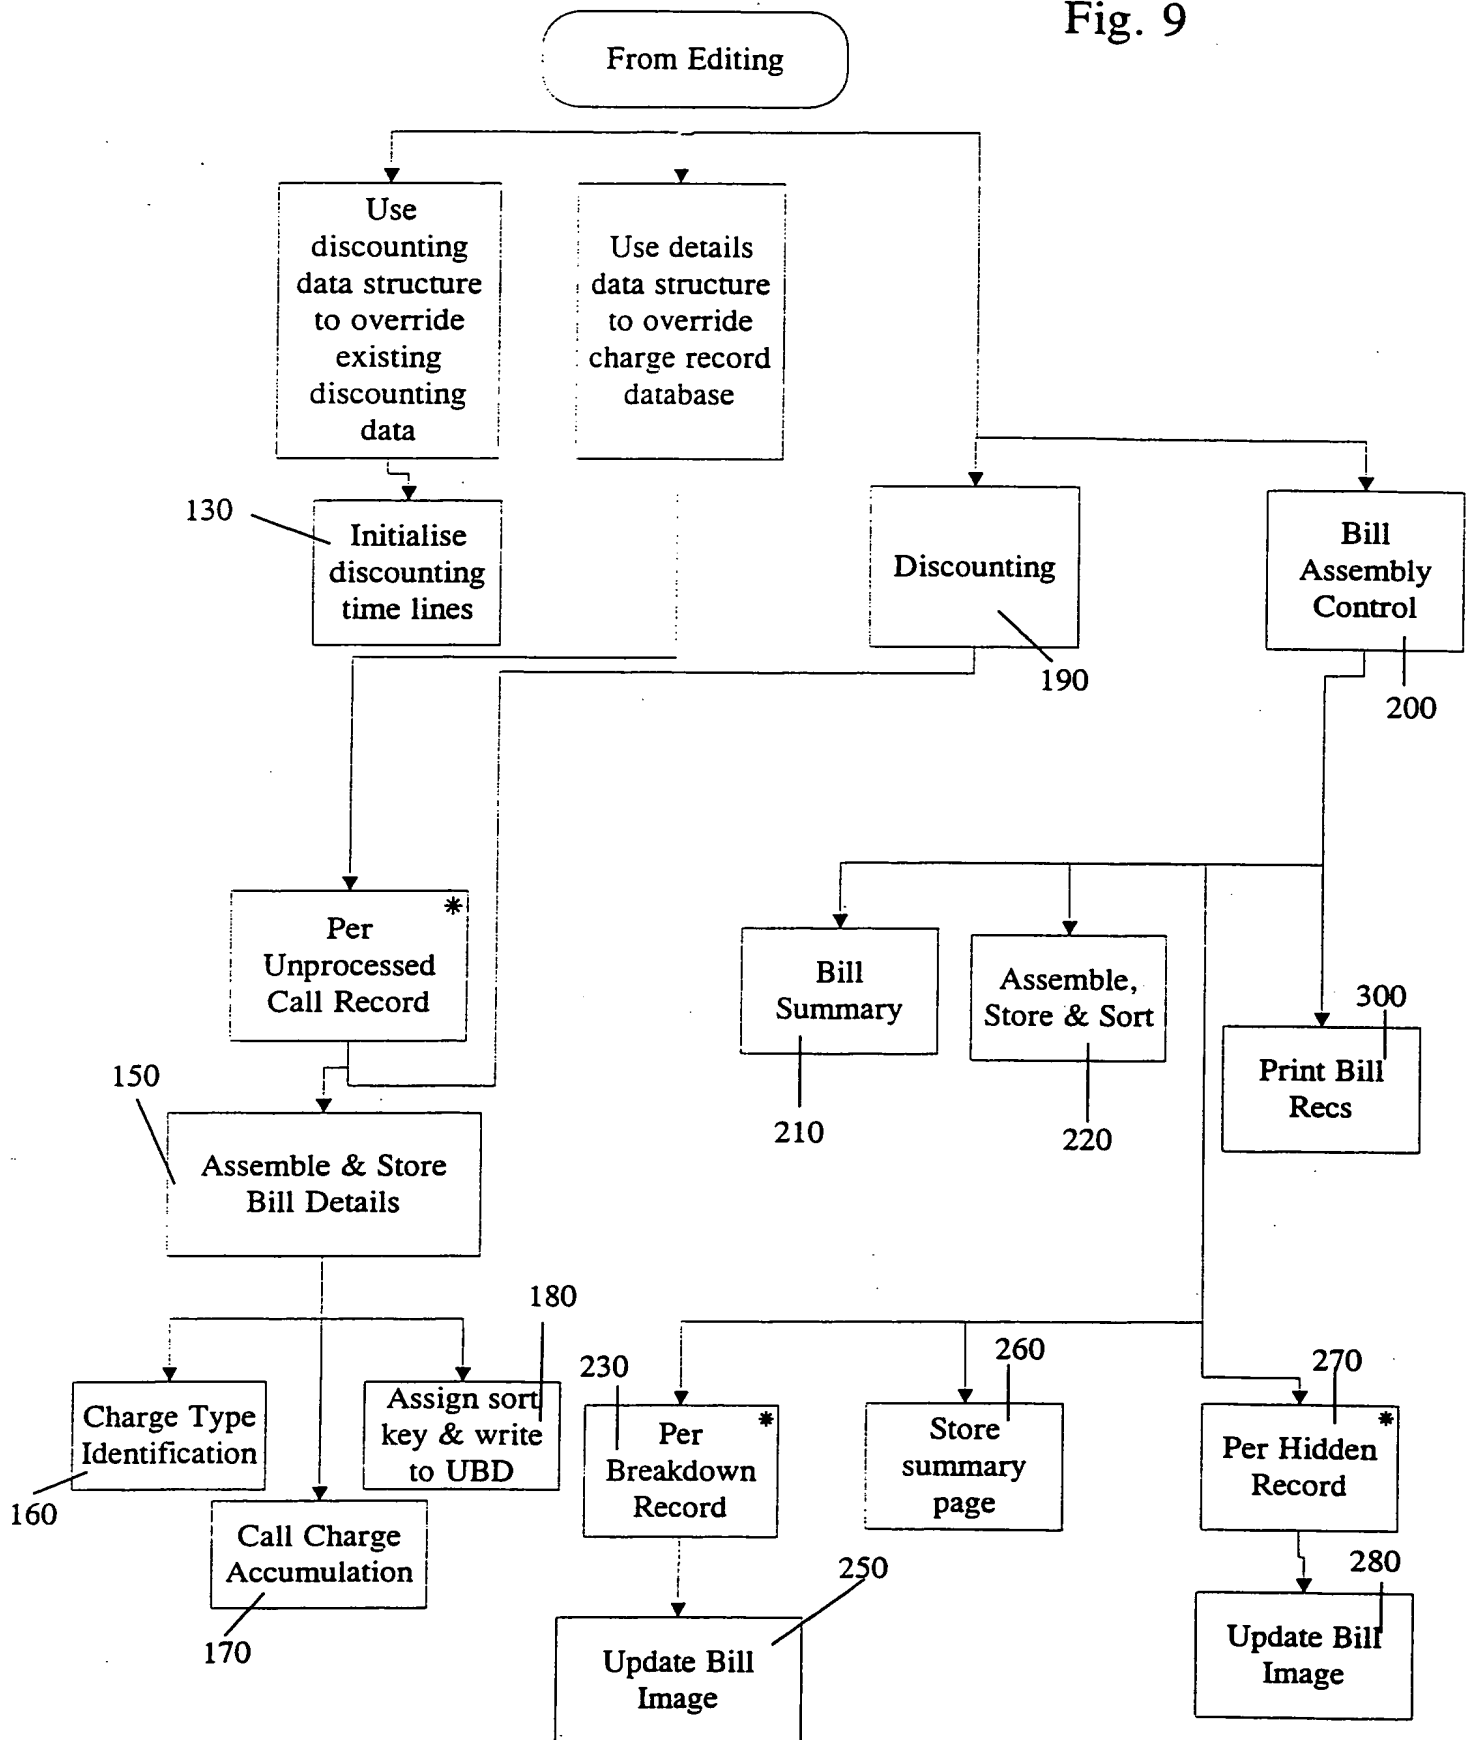 Fig. 9
From Editing
Use
discounting
data structure
to override
existing
discounting
data
Use details
data structure
to override
charge record
database
130
Initialise
discounting
time lines
Discounting
190
Bill
Assembly
Control
200
*
Per
Unprocessed
Call Record
Bill
Summary
210
Assemble,
Store & Sort
220
300
Print Bill
Recs
150
Assemble & Store
Bill Details
180
Charge Type
Identification
160
Call Charge
Accumulation
170
Assign sort
key & write
to UBD
230
*
Per
Breakdown
Record
260
Store
summary
page
270
*
Per Hidden
Record
250
Update Bill
Image
280
Update Bill
Image